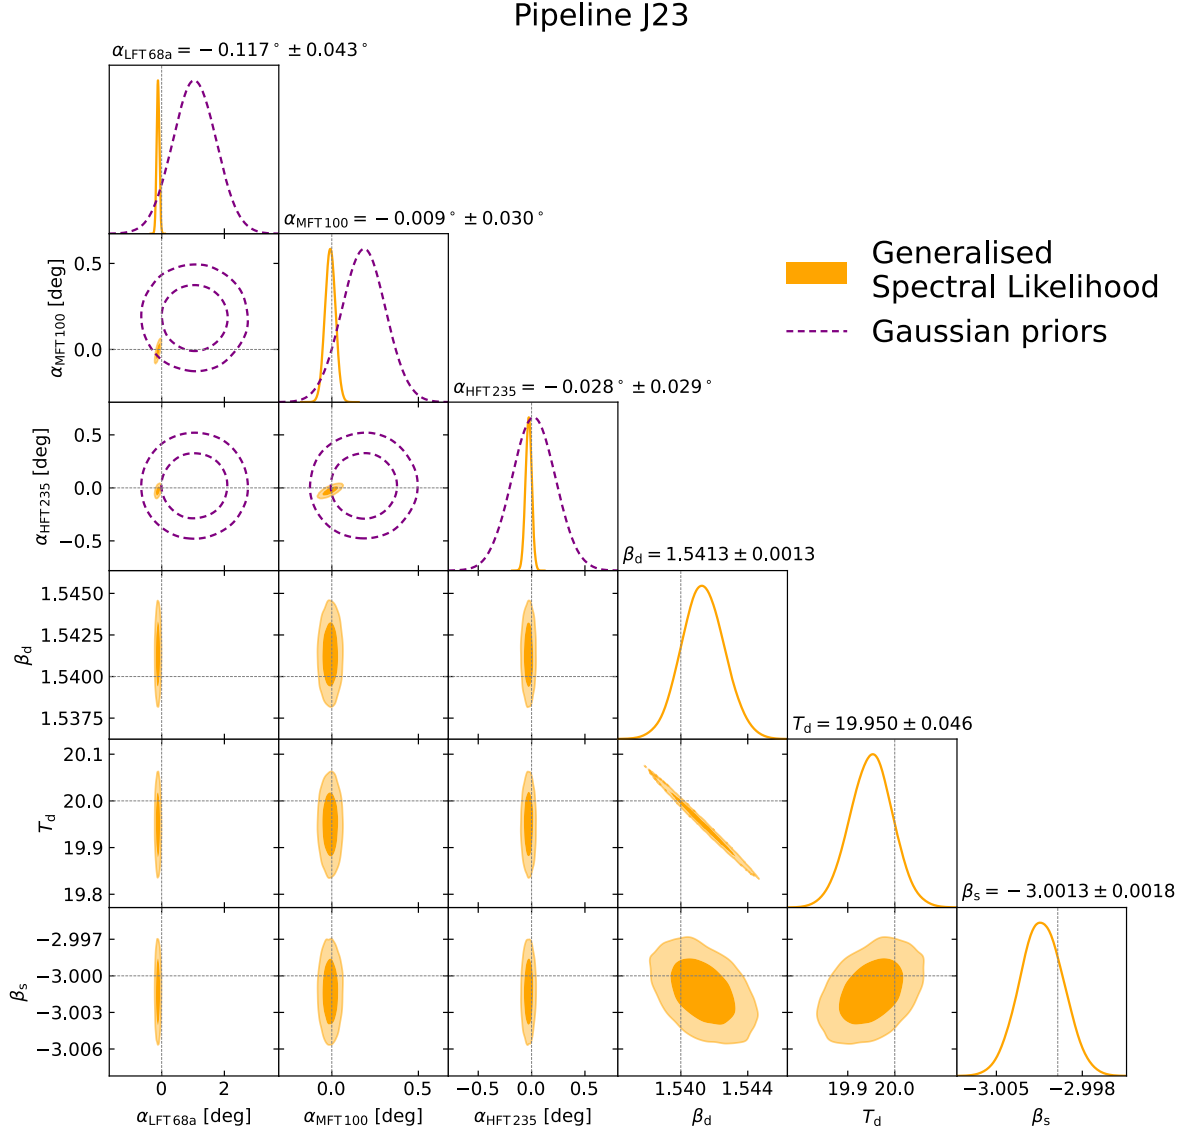 Pipeline J23
α_LFT 68a = −0.117° ± 0.043°
α_MFT 100 = −0.009° ± 0.030°
Generalised
Spectral Likelihood
Gaussian priors
0.5
0.0
α_MFT 100 [deg]
α_HFT 235 = −0.028° ± 0.029°
0.5
0.0
−0.5
α_HFT 235 [deg]
β_d = 1.5413 ± 0.0013
1.5450
1.5425
1.5400
1.5375
β_d
T_d = 19.950 ± 0.046
20.1
20.0
19.9
19.8
T_d
β_s = −3.0013 ± 0.0018
−2.997
−3.000
−3.003
−3.006
β_s
0 2 0.0 0.5 −0.5 0.0 0.5 1.540 1.544 19.9 20.0 −3.005 −2.998
α_LFT 68a [deg] α_MFT 100 [deg] α_HFT 235 [deg] β_d T_d β_s